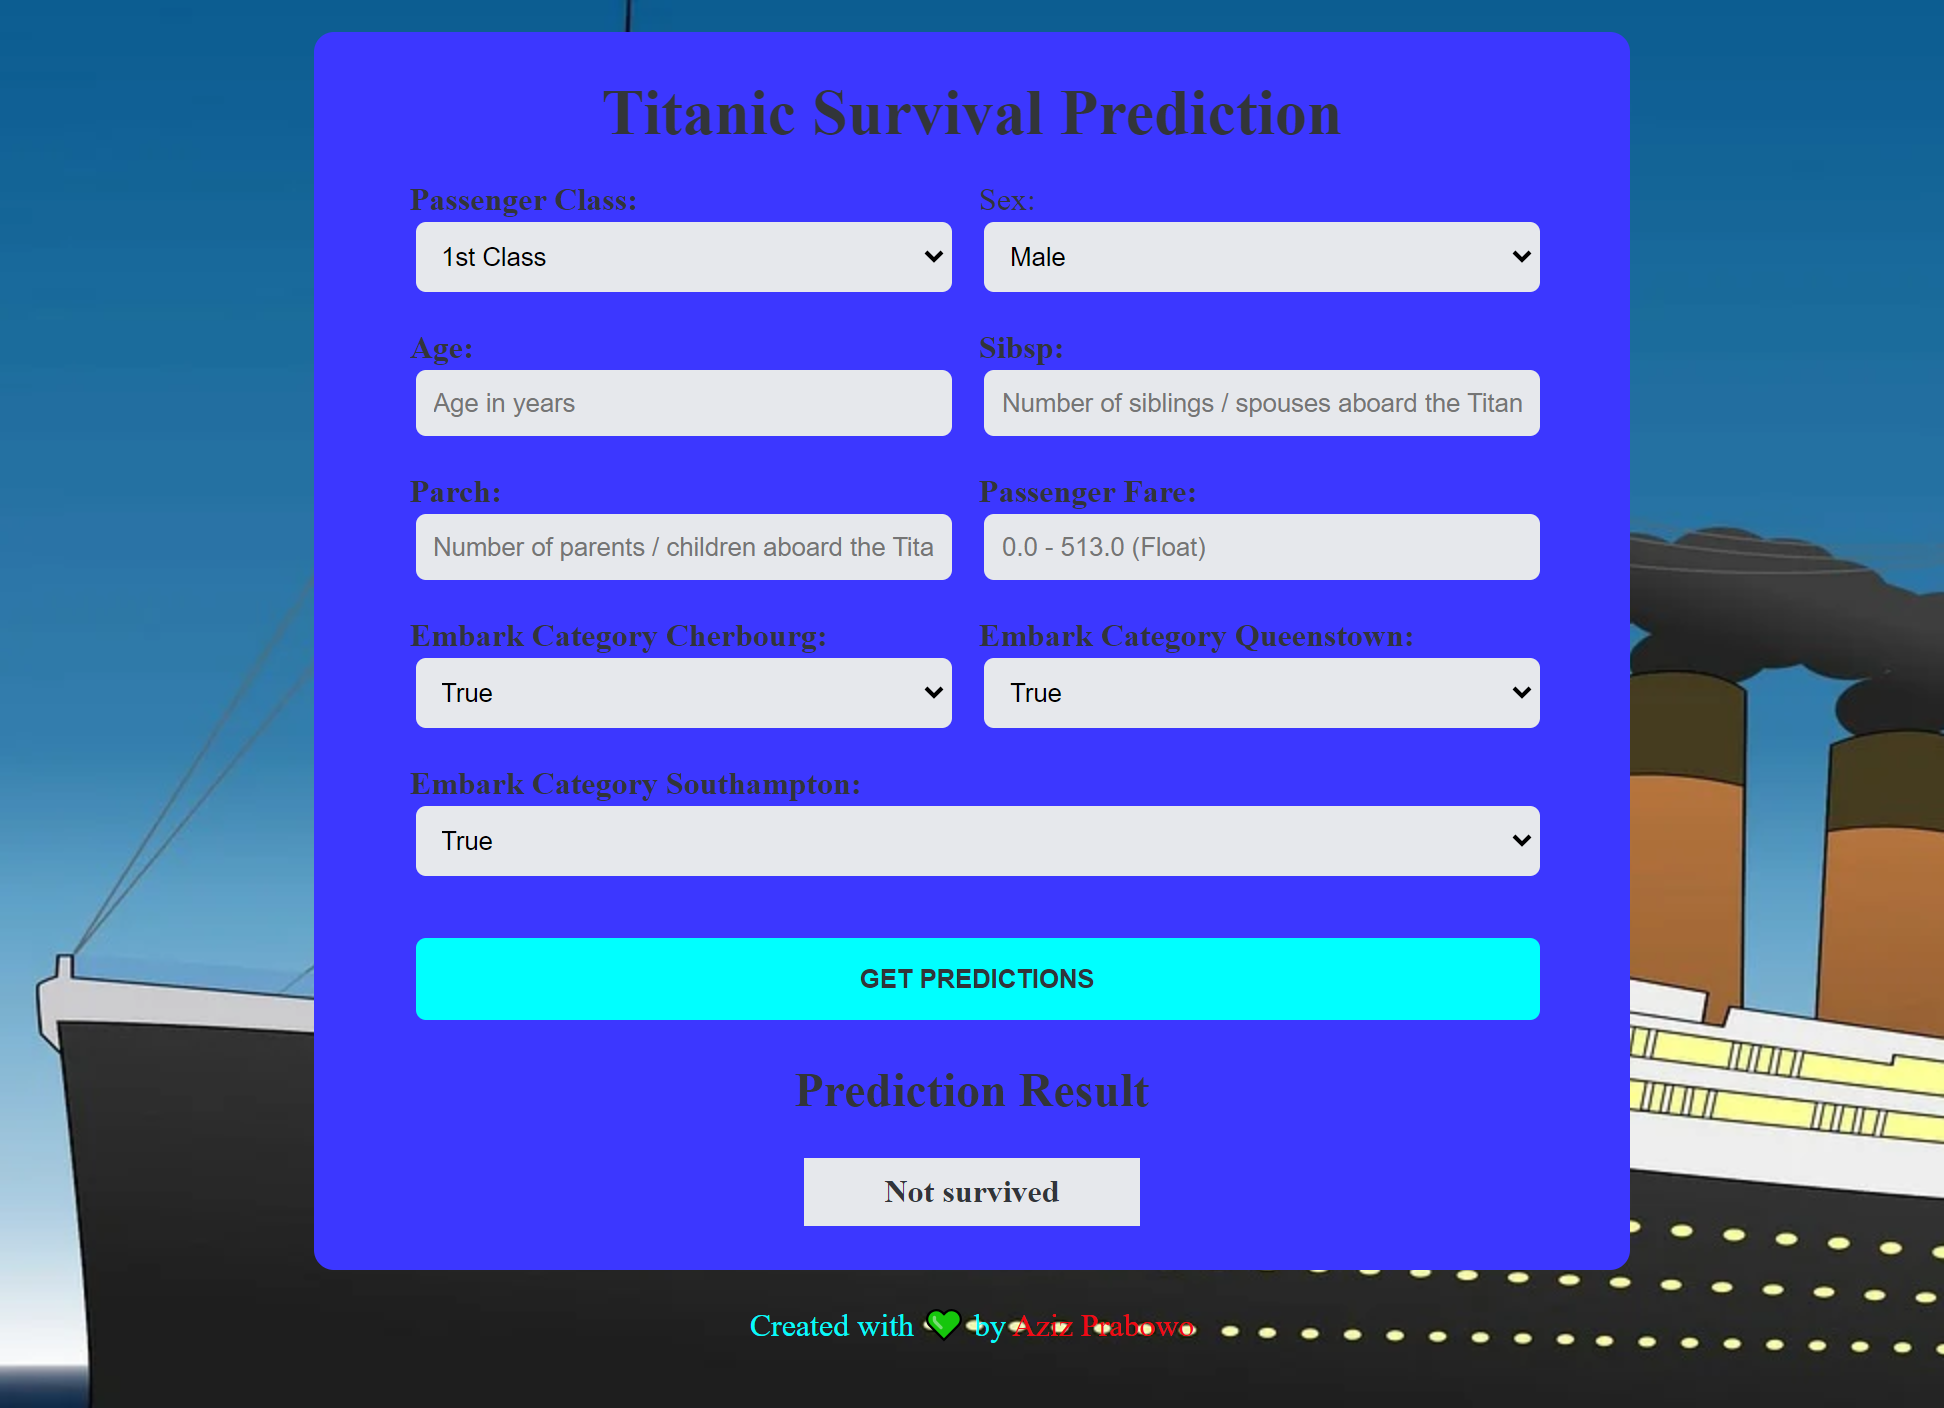 Titanic Survival Prediction
Passenger Class:
Sex:
1st Class
Male
Age:
Sibsp:
Age in years
Number of siblings / spouses aboard the Titan
Parch:
Passenger Fare:
Number of parents / children aboard the Tita
0.0 - 513.0 (Float)
Embark Category Cherbourg:
Embark Category Queenstown:
True
True
Embark Category Southampton:
True
GET PREDICTIONS
Prediction Result
Not survived
Created with 💚 by Aziz Prabowo